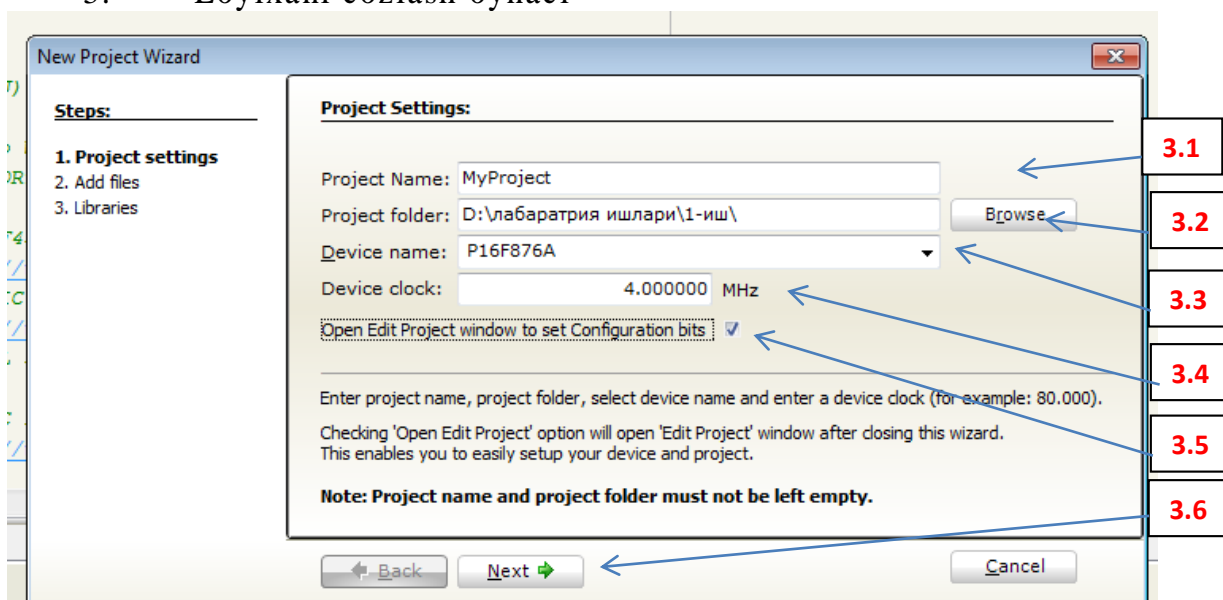 New Project Wizard
Steps:
1. Project settings
2. Add files
3. Libraries
Project Settings:
Project Name: MyProject
Project folder: D:\лабаратрия ишлари\1-иш\ Browse
Device name: P16F876A
Device clock: 4.000000 MHz
Open Edit Project window to set Configuration bits
Enter project name, project folder, select device name and enter a device clock (for example: 80.000).
Checking 'Open Edit Project' option will open 'Edit Project' window after closing this wizard.
This enables you to easily setup your device and project.
Note: Project name and project folder must not be left empty.
Back Next Cancel
3.1
3.2
3.3
3.4
3.5
3.6